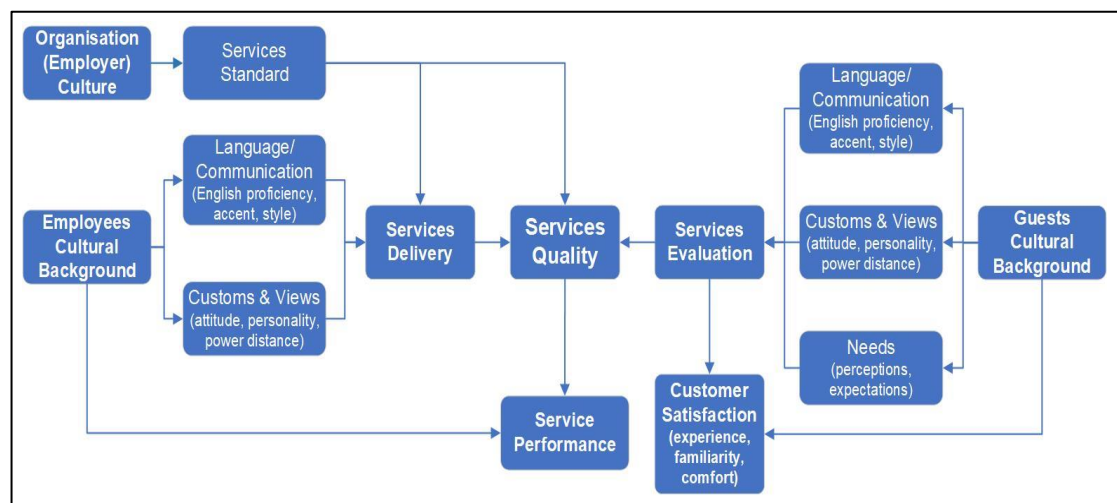 Organisation
(Employer)
Culture
Services
Standard
Language/
Communication
(English proficiency,
accent, style)
Employees
Cultural
Background
Customs & Views
(attitude, personality,
power distance)
Services
Delivery
Services
Quality
Services
Evaluation
Language/
Communication
(English proficiency,
accent, style)
Customs & Views
(attitude, personality,
power distance)
Needs
(perceptions,
expectations)
Guests
Cultural
Background
Service
Performance
Customer
Satisfaction
(experience,
familiarity,
comfort)